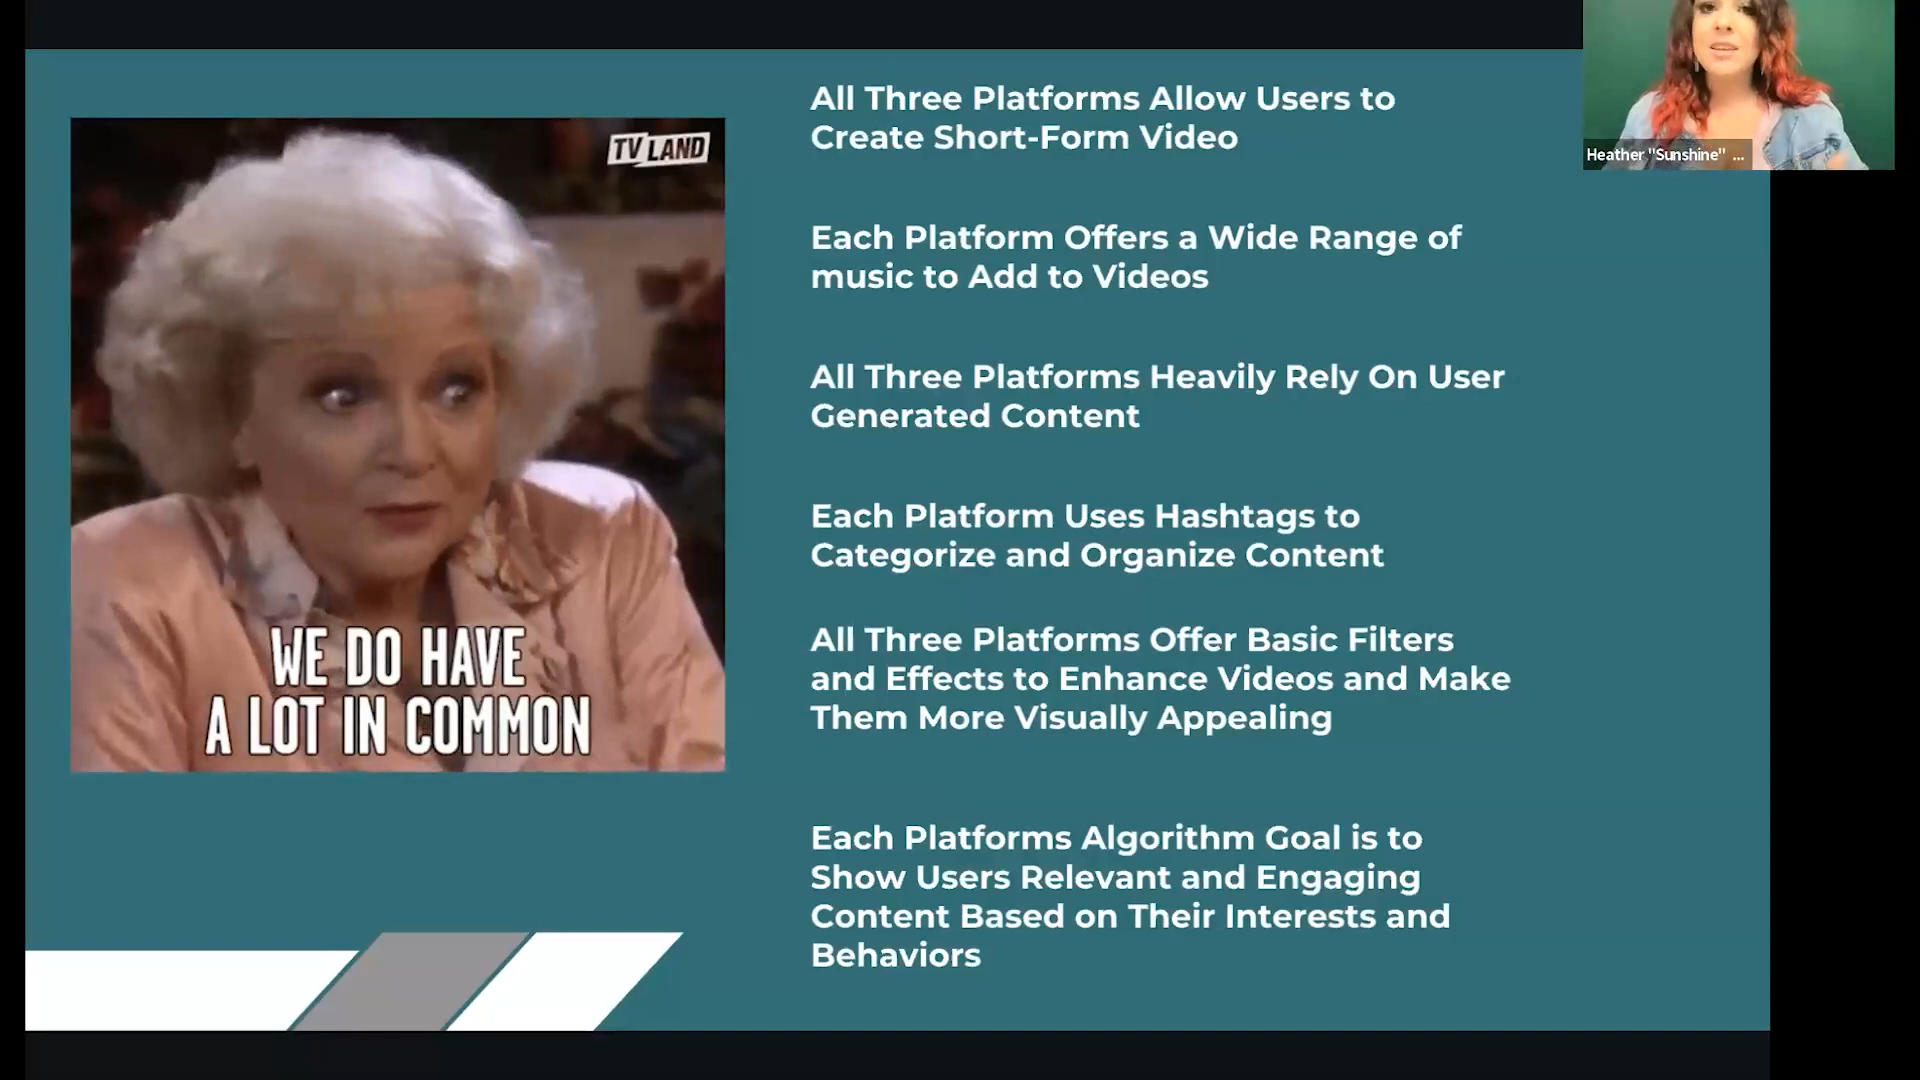 TV LAND
WE DO HAVE
A LOT IN COMMON
All Three Platforms Allow Users to
Create Short-Form Video
Each Platform Offers a Wide Range of
music to Add to Videos
All Three Platforms Heavily Rely On User
Generated Content
Each Platform Uses Hashtags to
Categorize and Organize Content
All Three Platforms Offer Basic Filters
and Effects to Enhance Videos and Make
Them More Visually Appealing
Each Platforms Algorithm Goal is to
Show Users Relevant and Engaging
Content Based on Their Interests and
Behaviors
Heather "Sunshine" ...